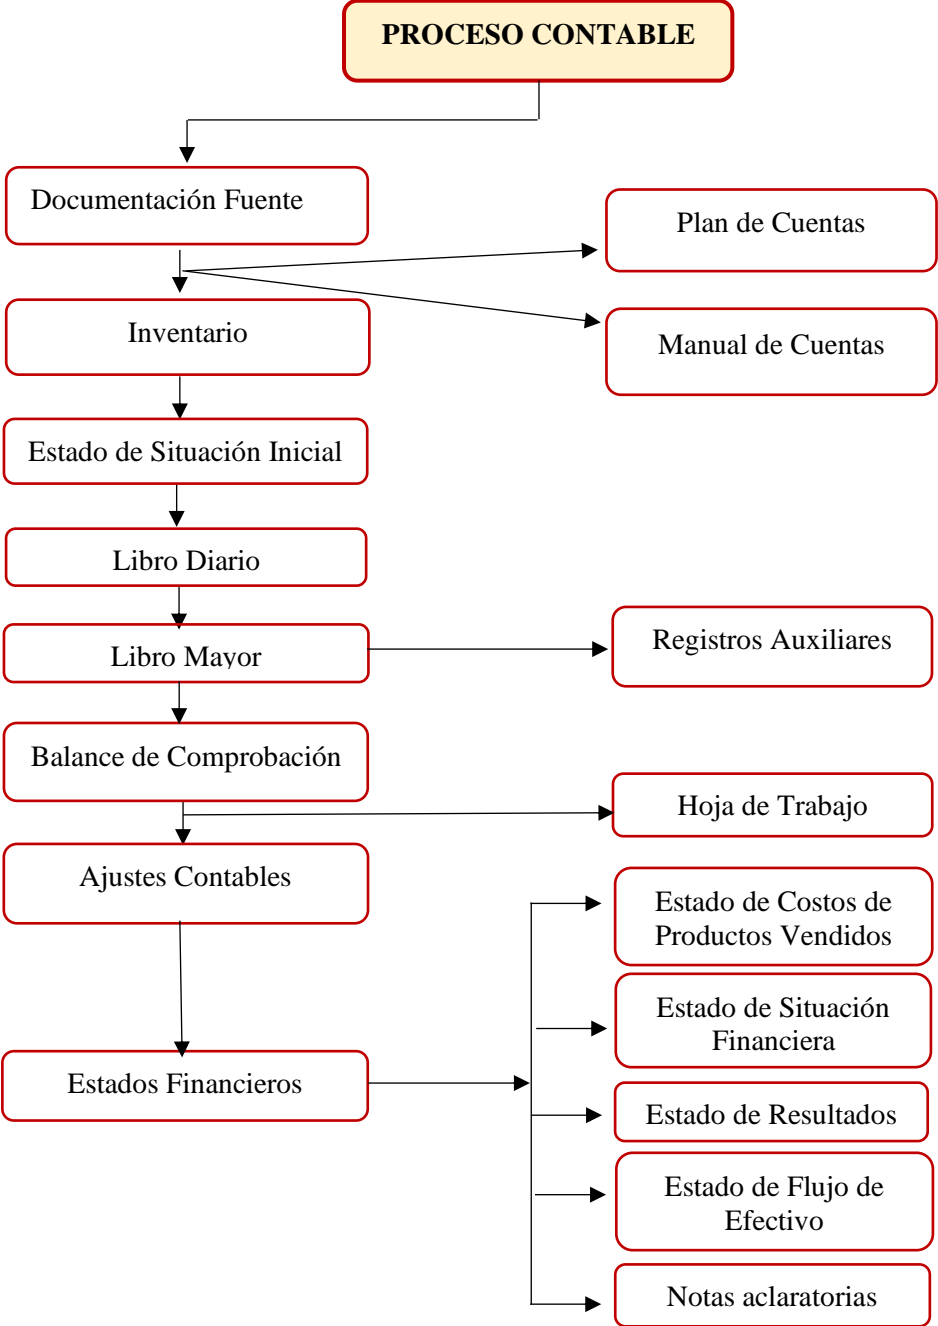 PROCESO CONTABLE
Documentación Fuente
Plan de Cuentas
Inventario
Manual de Cuentas
Estado de Situación Inicial
Libro Diario
Libro Mayor
Registros Auxiliares
Balance de Comprobación
Hoja de Trabajo
Ajustes Contables
Estado de Costos de
Productos Vendidos
Estado de Situación
Financiera
Estados Financieros
Estado de Resultados
Estado de Flujo de
Efectivo
Notas aclaratorias